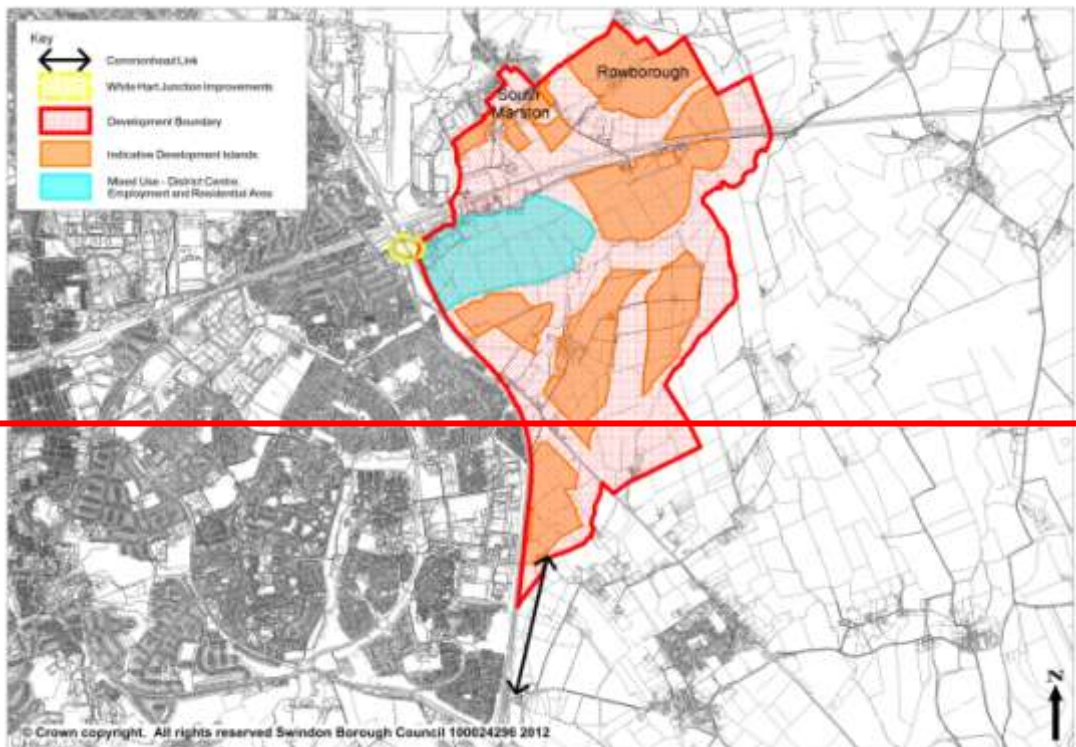 Key
Commonhead Link
White Hart Junction Improvements
Development Boundary
Indicative Development Islands
Mixed Use - District Centre,
Employment and Residential Area
Rowborough
South
Marston
N
© Crown copyright. All rights reserved Swindon Borough Council 100024296 2012